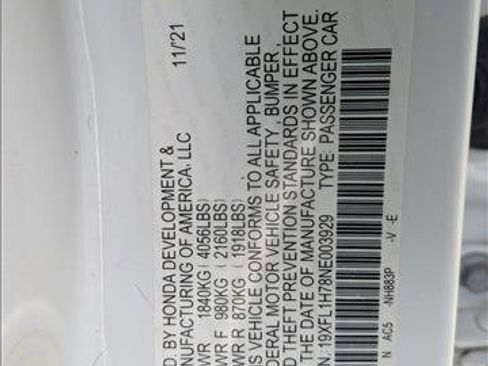 D. BY HONDA DEVELOPMENT &
NUFACTURING OF AMERICA, LLC 11/'21
WR 1840KG ( 4056LBS)
WR F 980KG ( 2160LBS)
WR R 870KG ( 1918LBS)
S VEHICLE CONFORMS TO ALL APPLICABLE
DERAL MOTOR VEHICLE SAFETY , BUMPER ,
D THEFT PREVENTION STANDARDS IN EFFECT
THE DATE OF MANUFACTURE SHOWN ABOVE.
N: 19XFL1H78NE003929 TYPE: PASSENGER CAR
N AC5 -NH883P -V -E